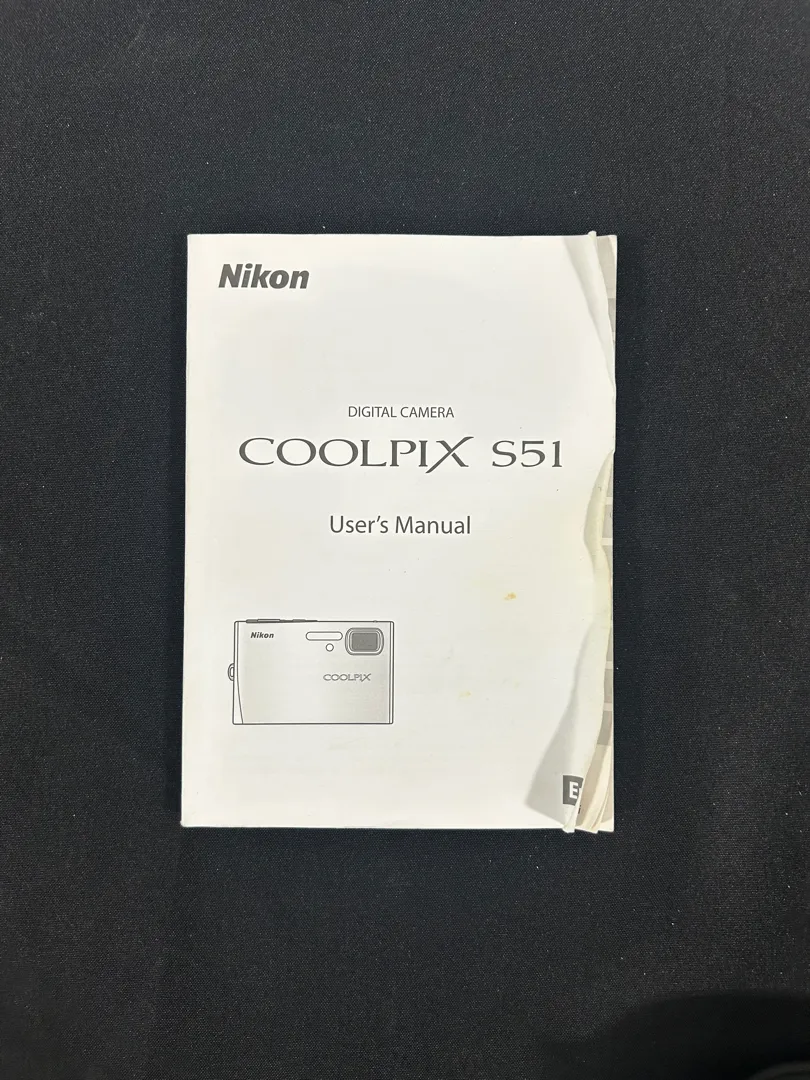 Nikon
DIGITAL CAMERA
COOLPIX S51
User's Manual
Nikon
COOLPIX
E